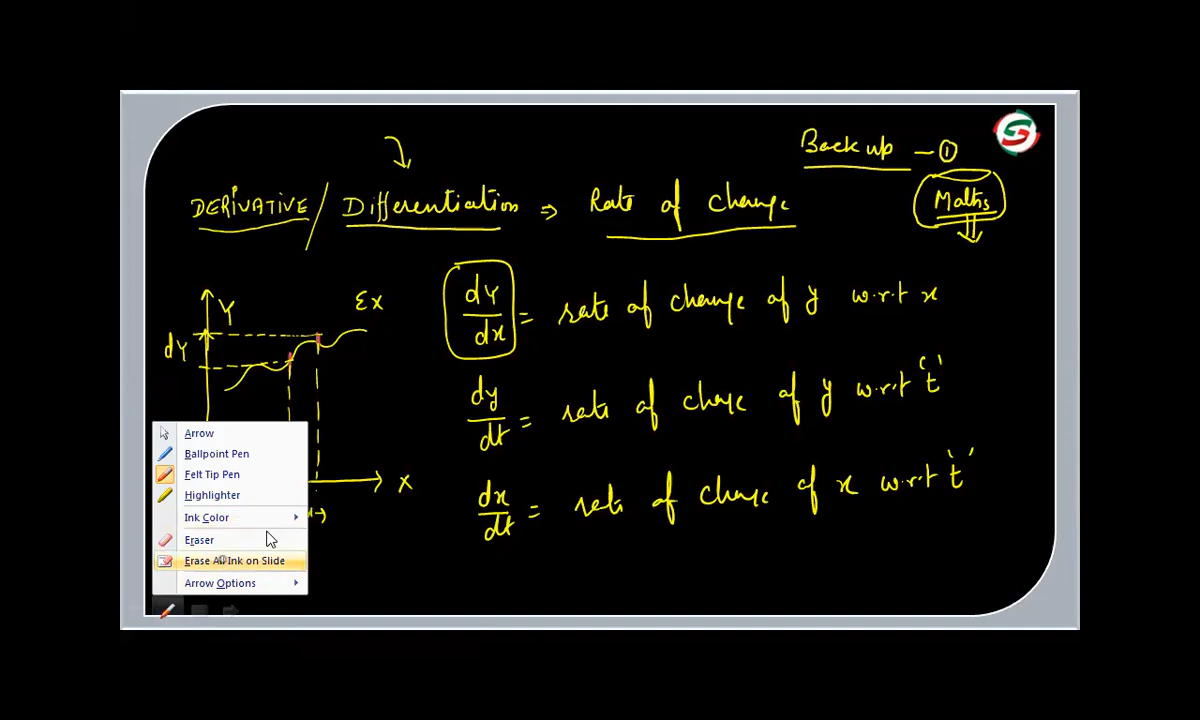 Back up - ①
DERIVATIVE / Differentiation ⇒ Rate of change
Maths
Ex
Y
dY
X
dY/dx = rate of change of y w.r.t x
dy/dt = rate of change of y w.r.t 't'
dx/dt = rate of change of x w.r.t 't'
Arrow
Ballpoint Pen
Felt Tip Pen
Highlighter
Ink Color
Eraser
Erase All Ink on Slide
Arrow Options